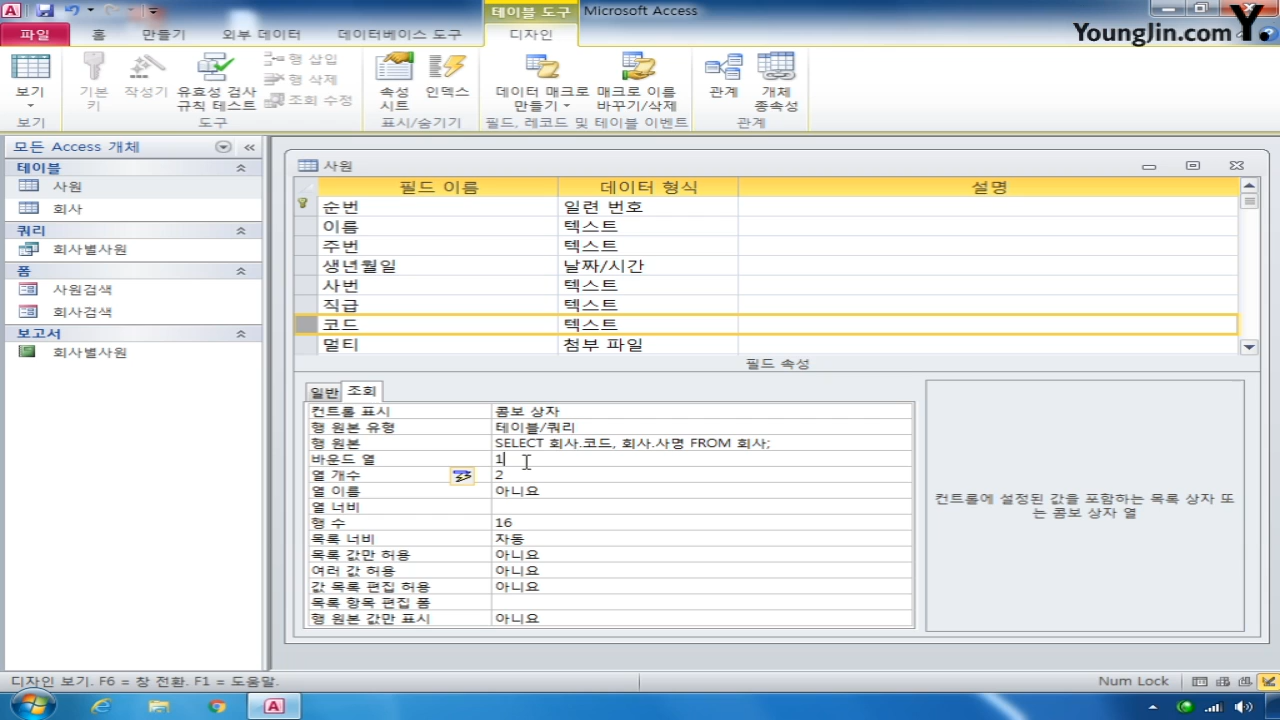 테이블 도구
Microsoft Access
파일 홈 만들기 외부 데이터 데이터베이스 도구 디자인
YoungJin.com Y.
보기
기본 키
작성기
유효성 검사 규칙 테스트
행 삽입
행 삭제
조회 수정
속성 시트
인덱스
데이터 매크로 만들기
매크로 이름 바꾸기/삭제
관계
개체 종속성
보기 도구 표시/숨기기 필드, 레코드 및 테이블 이벤트 관계
모든 Access 개체
테이블
사원
회사
쿼리
회사별사원
폼
사원검색
회사검색
보고서
회사별사원
사원
필드 이름 데이터 형식 설명
순번 일련 번호
이름 텍스트
주번 텍스트
생년월일 날짜/시간
사번 텍스트
직급 텍스트
코드 텍스트
멀티 첨부 파일
필드 속성
일반 조회
컨트롤 표시 콤보 상자
행 원본 유형 테이블/쿼리
행 원본 SELECT 회사.코드, 회사.사명 FROM 회사;
바운드 열 1
열 개수 2
열 이름 아니요
열 너비
행 수 16
목록 너비 자동
목록 값만 허용 아니요
여러 값 허용 아니요
값 목록 편집 허용 아니요
목록 항목 편집 폼
행 원본 값만 표시 아니요
컨트롤에 설정된 값을 포함하는 목록 상자 또
는 콤보 상자 열
디자인 보기. F6 = 창 전환. F1 = 도움말.
Num Lock